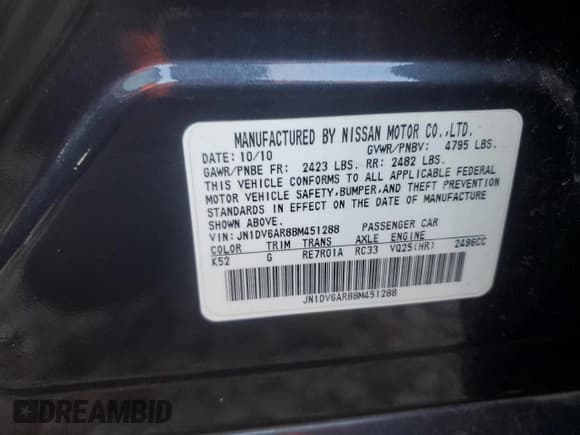 MANUFACTURED BY NISSAN MOTOR CO.,LTD.
DATE: 10/10 GVWR/PNBV: 4795 LBS.
GAWR/PNBE FR: 2423 LBS. RR: 2482 LBS.
THIS VEHICLE CONFORMS TO ALL APPLICABLE FEDERAL
MOTOR VEHICLE SAFETY,BUMPER,AND THEFT PREVENTION
STANDARDS IN EFFECT ON THE DATE OF MANUFACTURE
SHOWN ABOVE.
VIN: JN1DV6AR8BM451288 PASSENGER CAR
COLOR TRIM TRANS AXLE ENGINE
K52 G RE7R01A RC33 VQ25(HR) 2496CC
JN1DV6AR8BM451288
DREAMBID